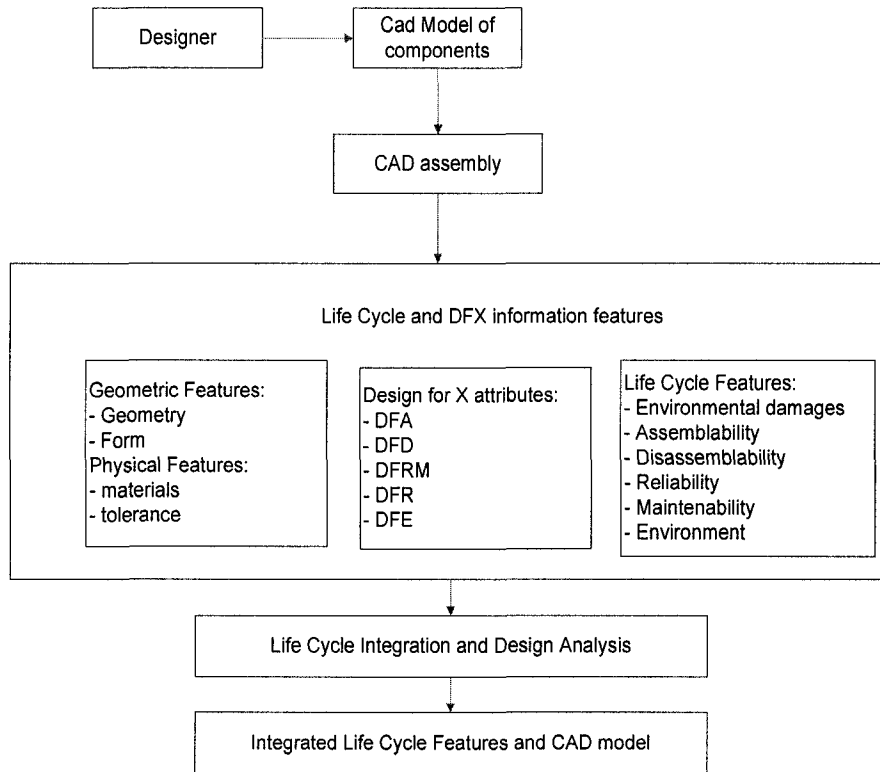 Designer
Cad Model of
components
CAD assembly
Life Cycle and DFX information features
Geometric Features:
- Geometry
- Form
Physical Features:
- materials
- tolerance
Design for X attributes:
- DFA
- DFD
- DFRM
- DFR
- DFE
Life Cycle Features:
- Environmental damages
- Assemblability
- Disassemblability
- Reliability
- Maintenability
- Environment
Life Cycle Integration and Design Analysis
Integrated Life Cycle Features and CAD model